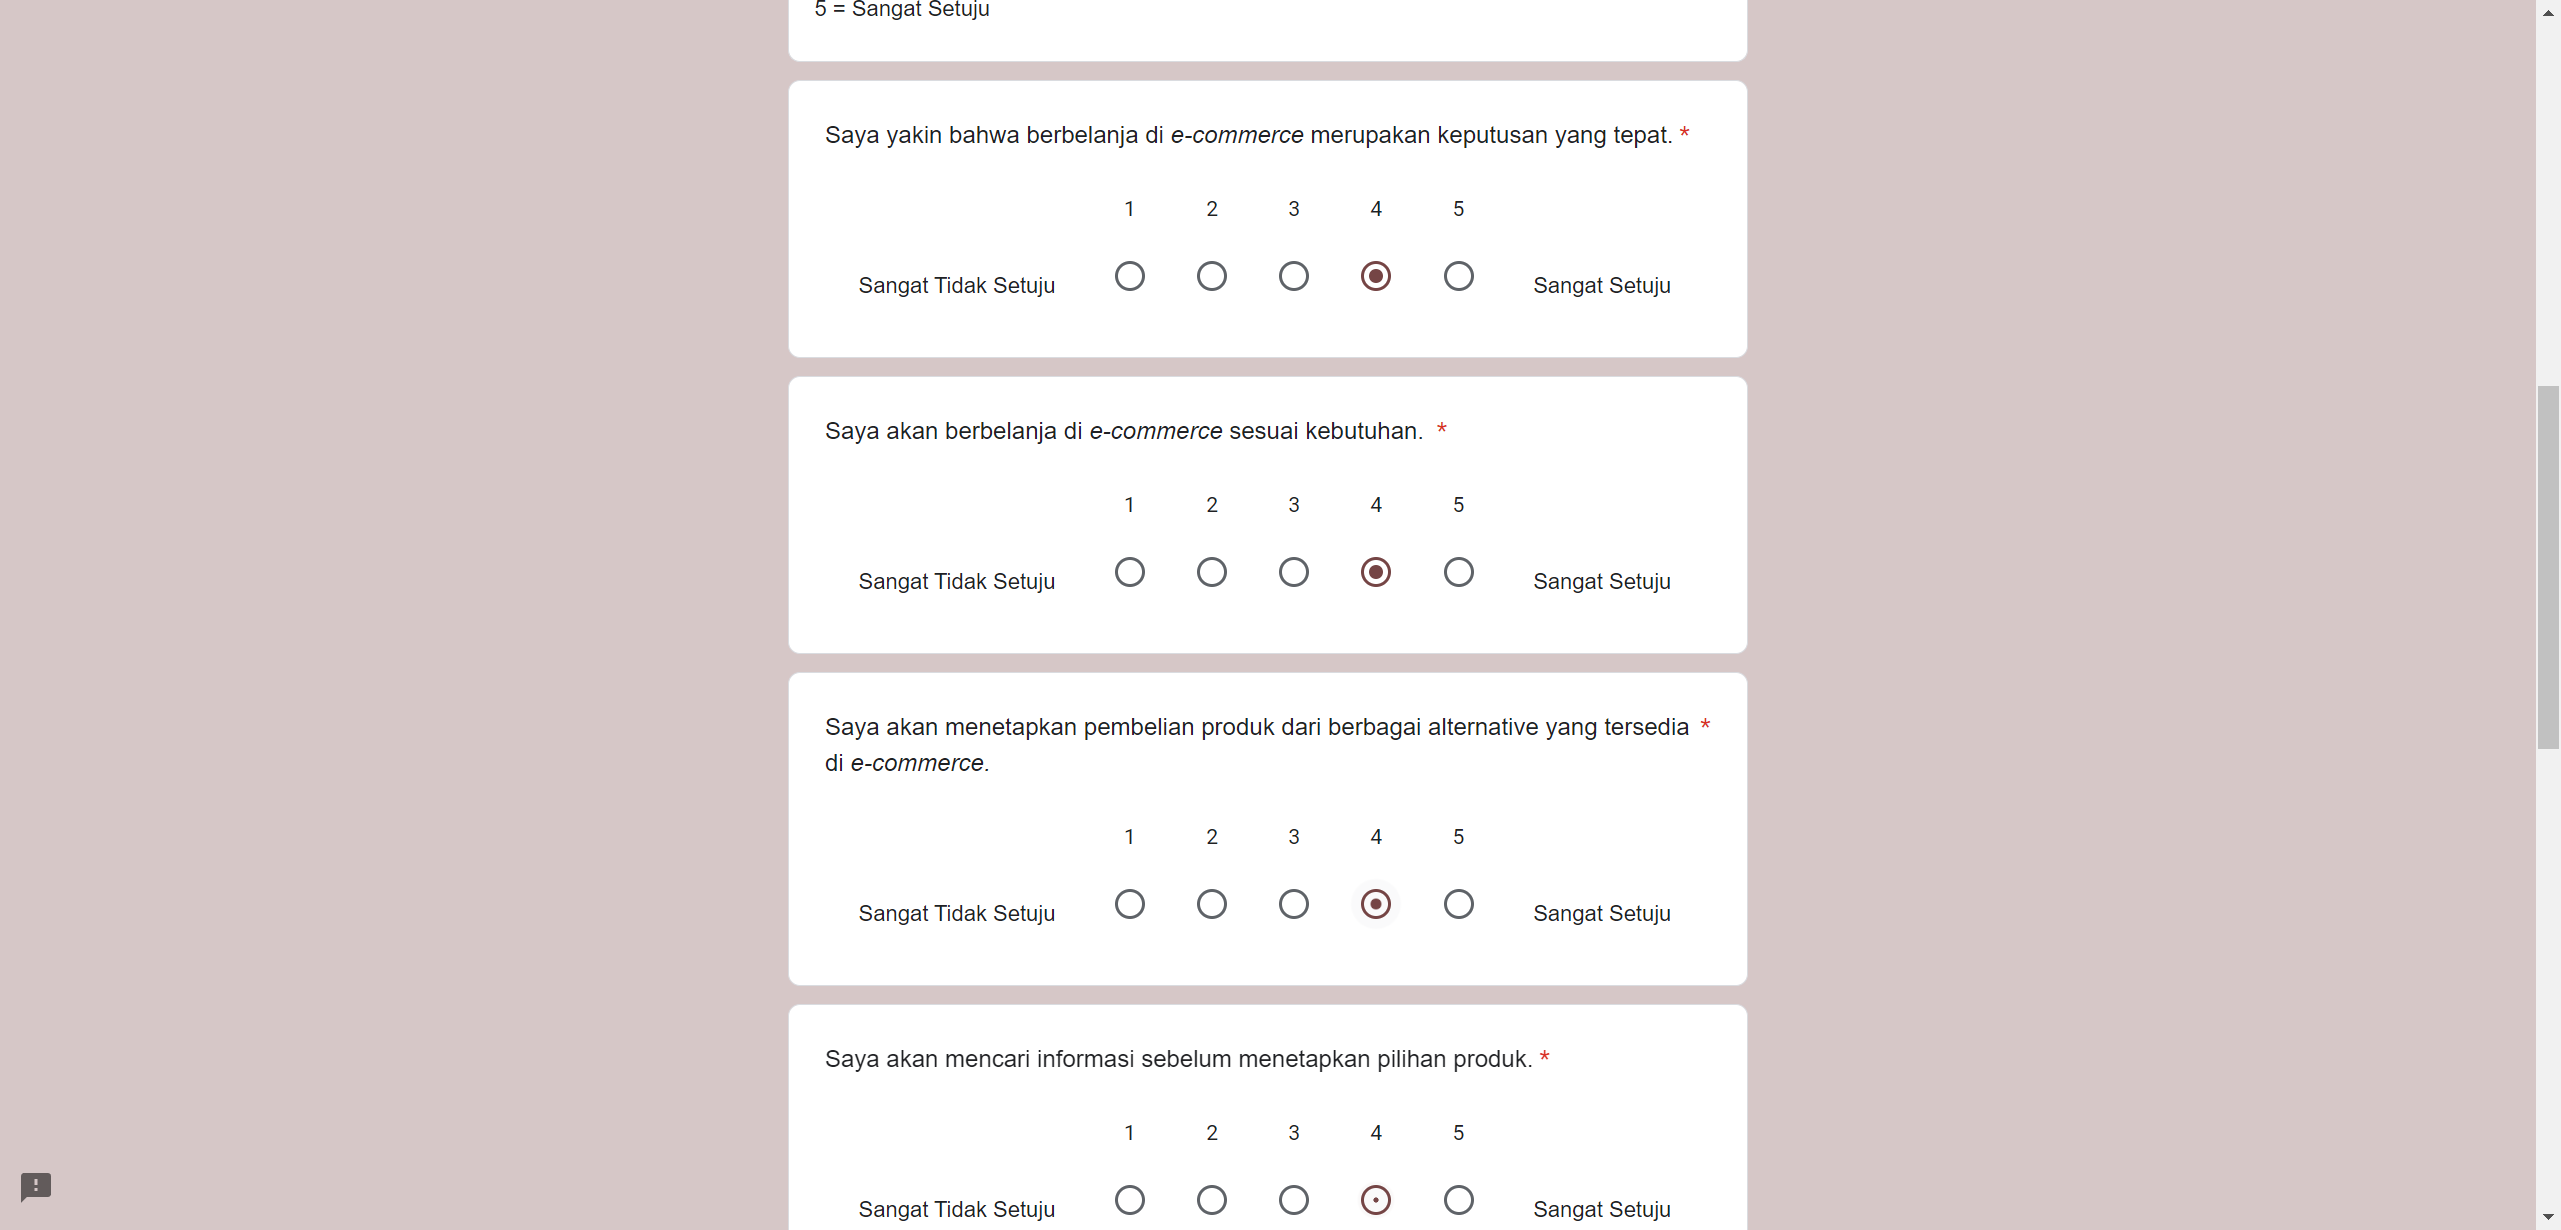 5 = Sangat Setuju
Saya yakin bahwa berbelanja di e-commerce merupakan keputusan yang tepat. *
1 2 3 4 5
Sangat Tidak Setuju Sangat Setuju
Saya akan berbelanja di e-commerce sesuai kebutuhan. *
1 2 3 4 5
Sangat Tidak Setuju Sangat Setuju
Saya akan menetapkan pembelian produk dari berbagai alternative yang tersedia *
di e-commerce.
1 2 3 4 5
Sangat Tidak Setuju Sangat Setuju
Saya akan mencari informasi sebelum menetapkan pilihan produk. *
1 2 3 4 5
Sangat Tidak Setuju Sangat Setuju